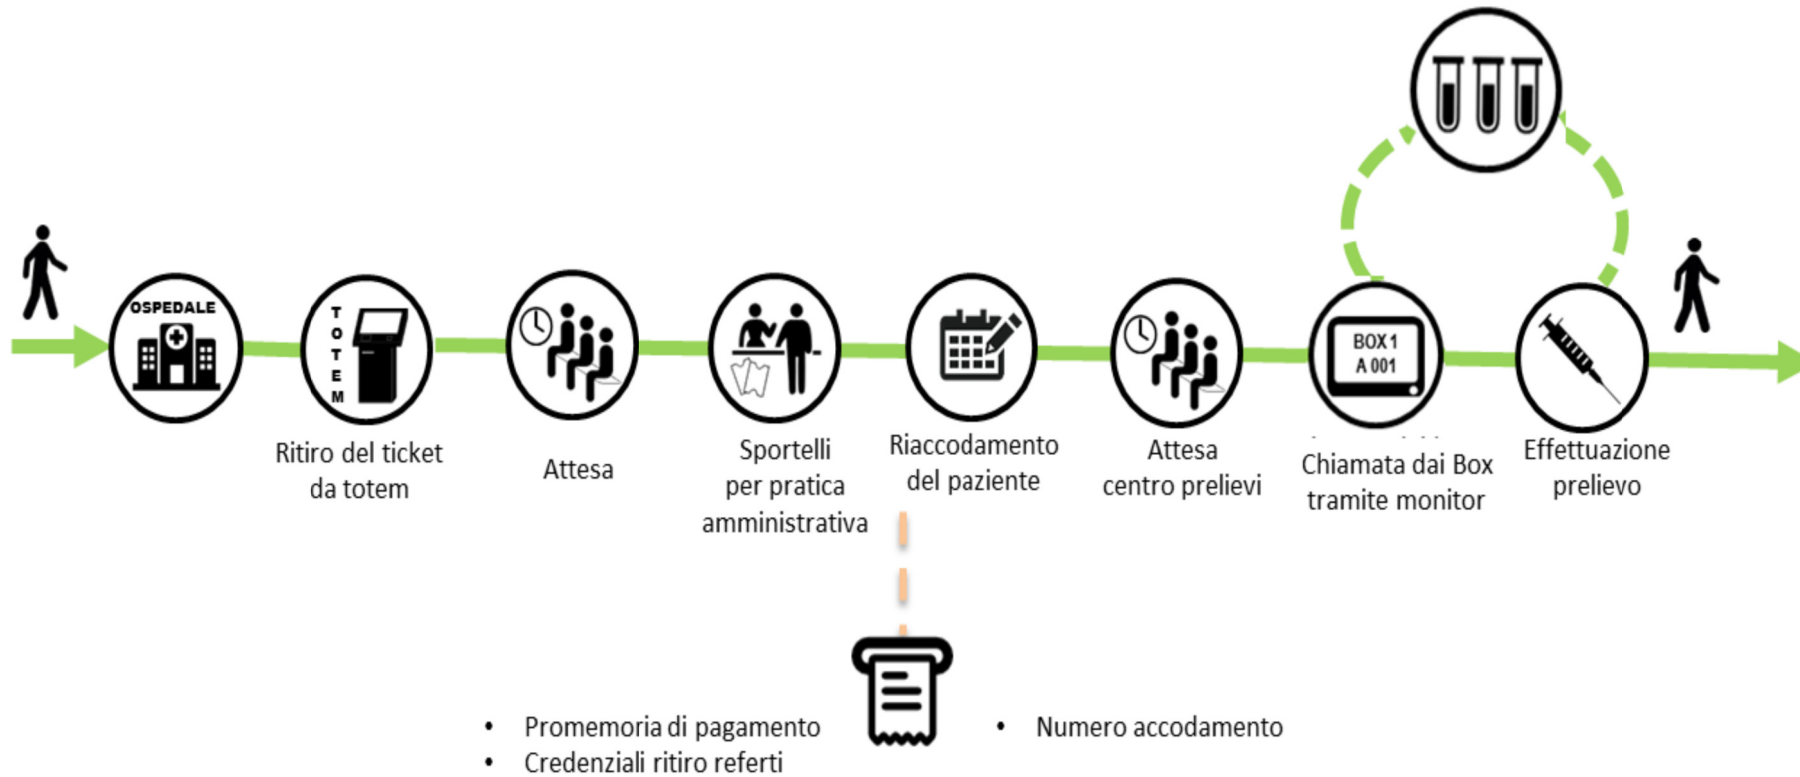 OSPEDALE
TOTEM
BOX 1
A 001
Ritiro del ticket
da totem
Attesa
Sportelli
per pratica
amministrativa
Riaccodamento
del paziente
Attesa
centro prelievi
Chiamata dai Box
tramite monitor
Effettuazione
prelievo
• Promemoria di pagamento
• Credenziali ritiro referti
• Numero accodamento